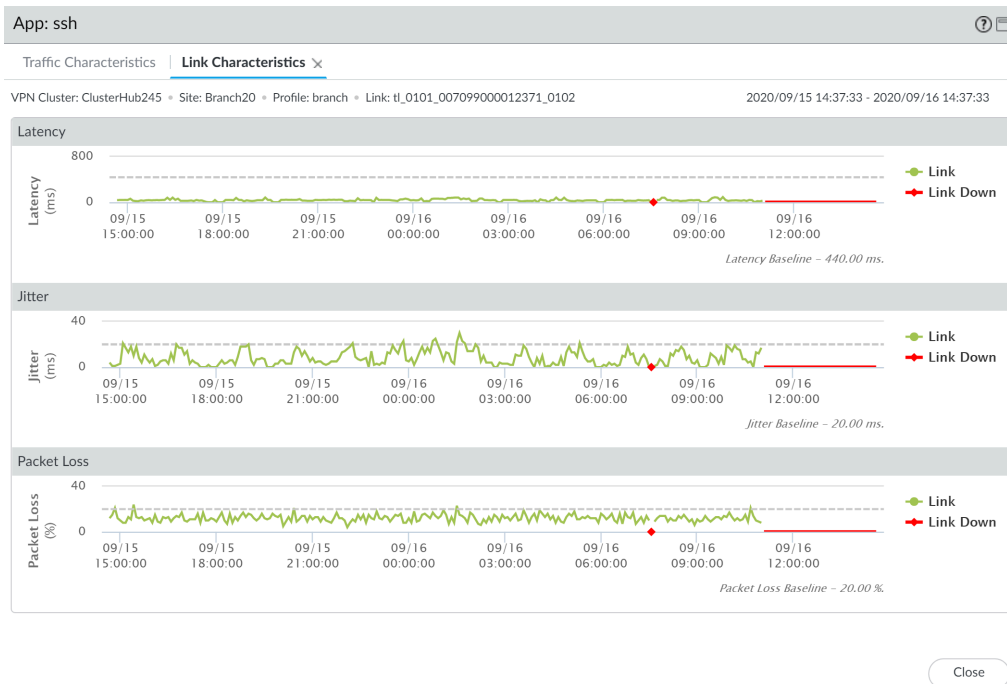 App: ssh
?
Traffic Characteristics Link Characteristics
VPN Cluster: ClusterHub245 • Site: Branch20 • Profile: branch • Link: tl_0101_007099000012371_0102 2020/09/15 14:37:33 - 2020/09/16 14:37:33
Latency
Latency
(ms)
800
0
09/15 09/15 09/15 09/16 09/16 09/16 09/16 09/16
15:00:00 18:00:00 21:00:00 00:00:00 03:00:00 06:00:00 09:00:00 12:00:00
Link
Link Down
Latency Baseline – 440.00 ms.
Jitter
Jitter
(ms)
40
0
09/15 09/15 09/15 09/16 09/16 09/16 09/16 09/16
15:00:00 18:00:00 21:00:00 00:00:00 03:00:00 06:00:00 09:00:00 12:00:00
Link
Link Down
Jitter Baseline – 20.00 ms.
Packet Loss
Packet Loss
(%)
40
0
09/15 09/15 09/15 09/16 09/16 09/16 09/16 09/16
15:00:00 18:00:00 21:00:00 00:00:00 03:00:00 06:00:00 09:00:00 12:00:00
Link
Link Down
Packet Loss Baseline – 20.00 %.
Close